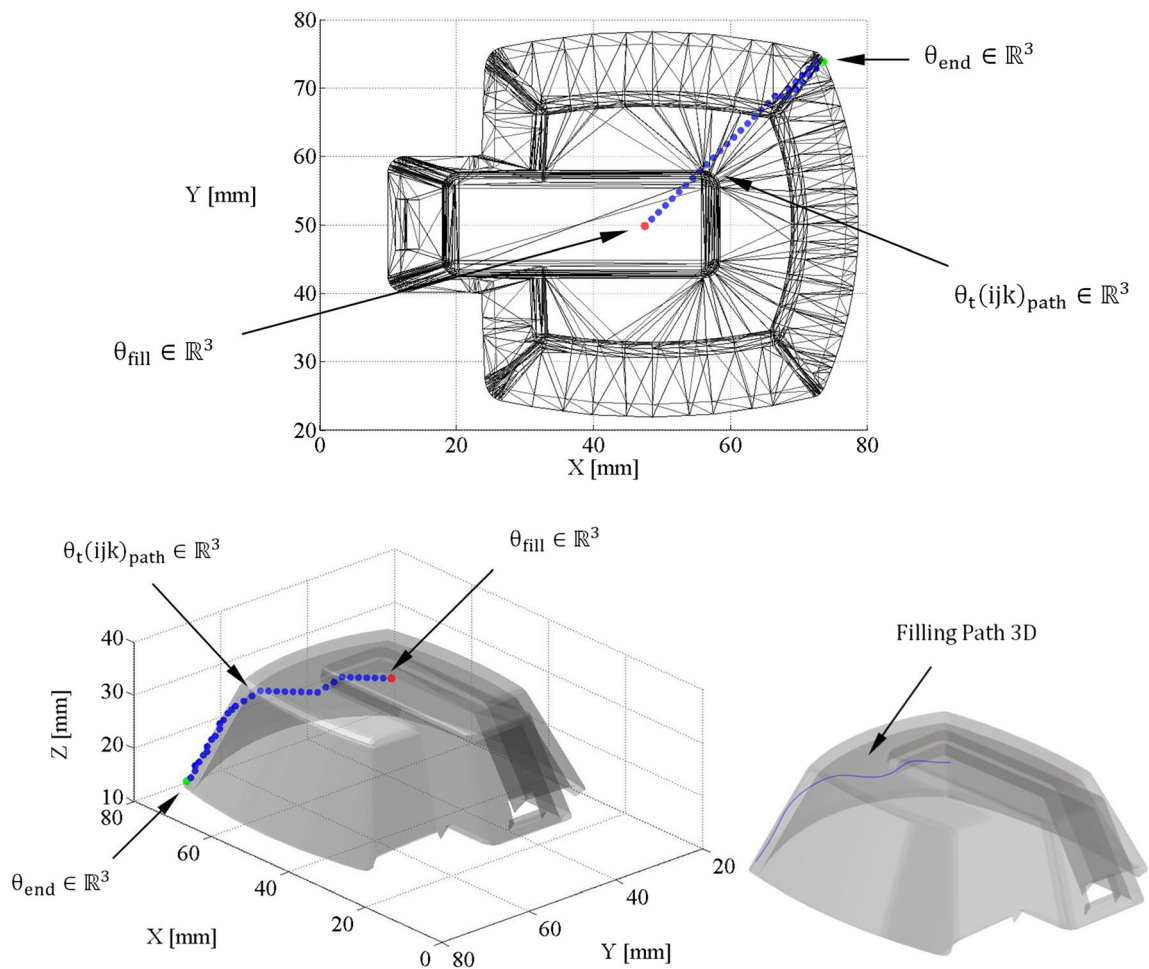 80
θend ∈ ℝ³
70
60
Y [mm]
50
θt(ijk)path ∈ ℝ³
40
θfill ∈ ℝ³
30
20
0 20 40 60 80
X [mm]
θt(ijk)path ∈ ℝ³
θfill ∈ ℝ³
Filling Path 3D
40
30
Z [mm]
20
10
80
60
40
20
0
X [mm]
80
60
40
20
Y [mm]
θend ∈ ℝ³